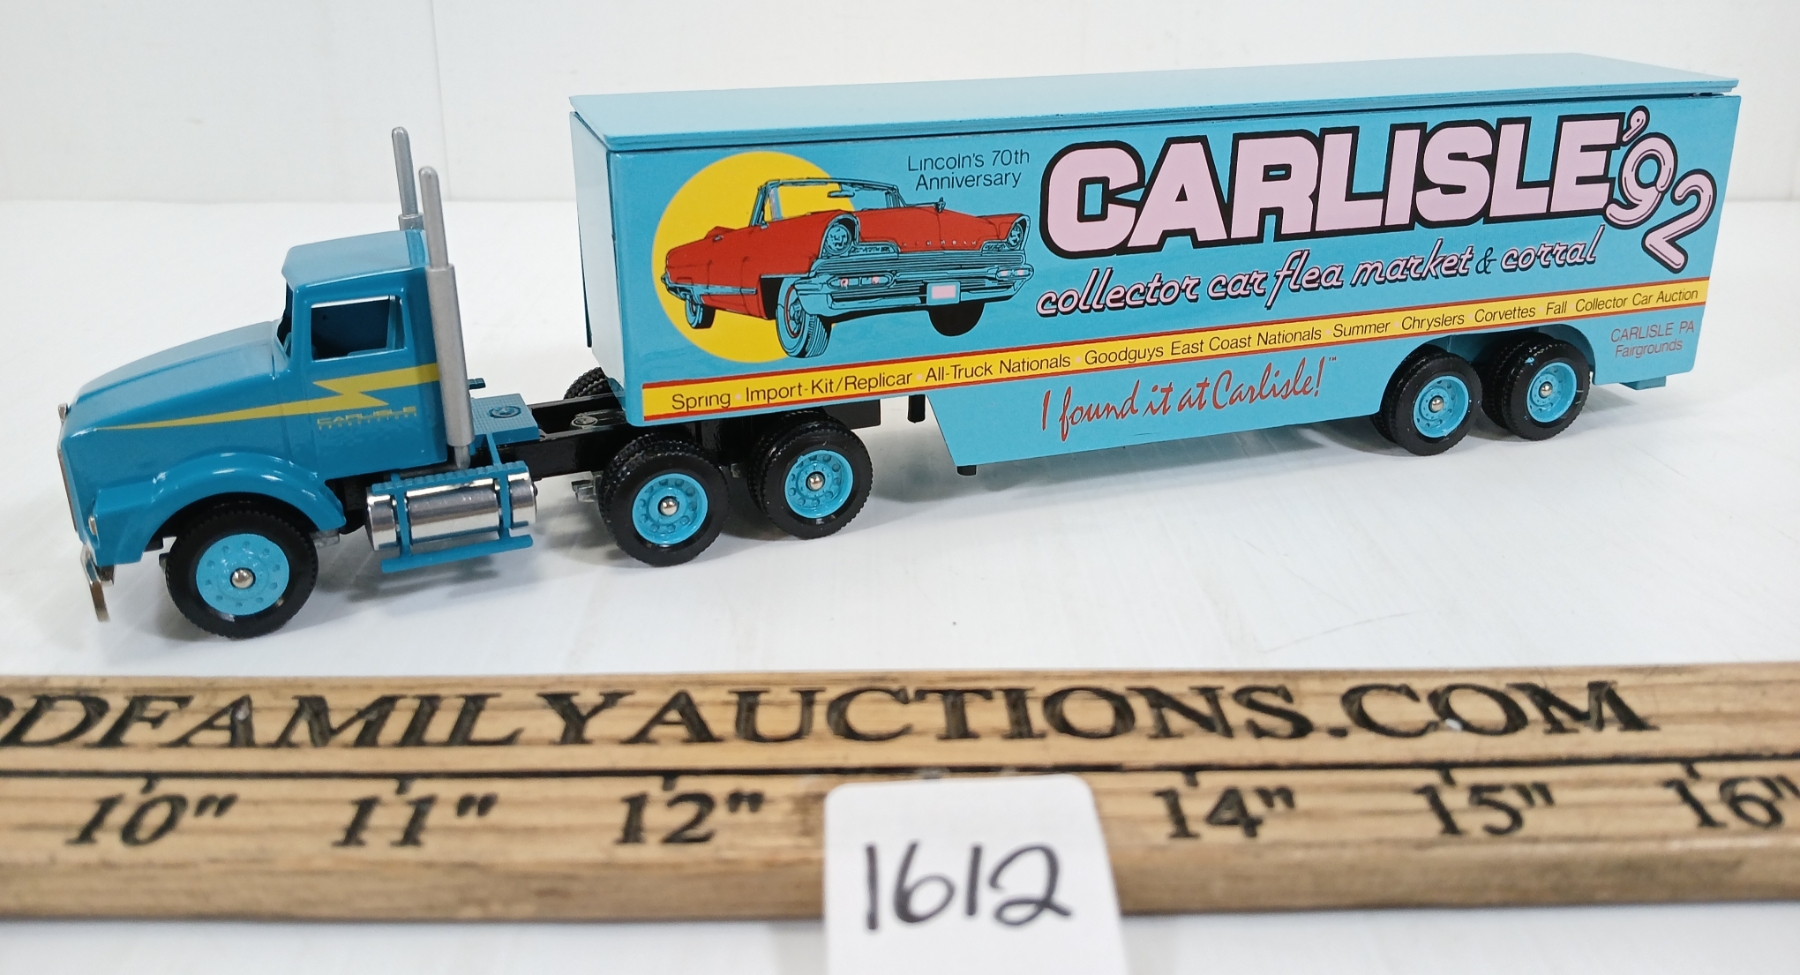 Lincoln's 70th
Anniversary
CARLISLE '92
collector car flea market & corral
Spring Import-Kit/Replicar All-Truck Nationals Goodguys East Coast Nationals Summer Chryslers Corvettes Fall Collector Car Auction
I found it at Carlisle!™
CARLISLE PA
Fairgrounds
CARLISLE
DFAMILYAUCTIONS.COM
10" 11" 12" 14" 15" 16"
1612